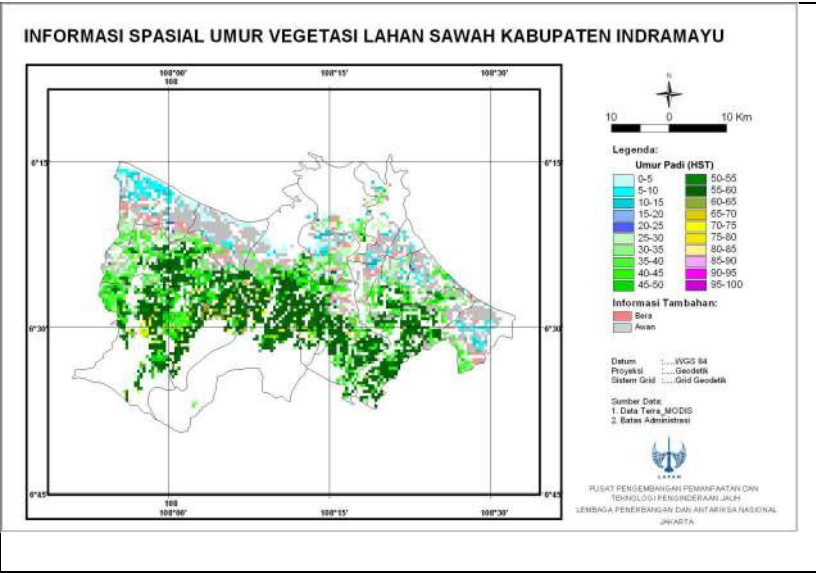 INFORMASI SPASIAL UMUR VEGETASI LAHAN SAWAH KABUPATEN INDRAMAYU
108°00' 108°15' 108°30'
108
N
10 0 10 Km
6°15' 6°15'
Legenda:
Umur Padi (HST)
0-5 50-55
5-10 55-60
10-15 60-65
15-20 65-70
20-25 70-75
25-30 75-80
30-35 80-85
35-40 85-90
40-45 90-95
45-50 95-100
Informasi Tambahan:
Bera
Awan
6°30' 6°30'
Datum :....WGS 84
Proyeksi :....Geodetik
Sistem Grid :....Grid Geodetik
Sumber Data:
1. Data Terra_MODIS
2. Batas Administrasi
LAPAN
6°45' 6°45'
108
108°00' 108°15' 108°30'
PUSAT PENGEMBANGAN PEMANFAATAN DAN
TEKNOLOGI PENGINDERAAN JAUH
LEMBAGA PENERBANGAN DAN ANTARIKSA NASIONAL
JAKARTA